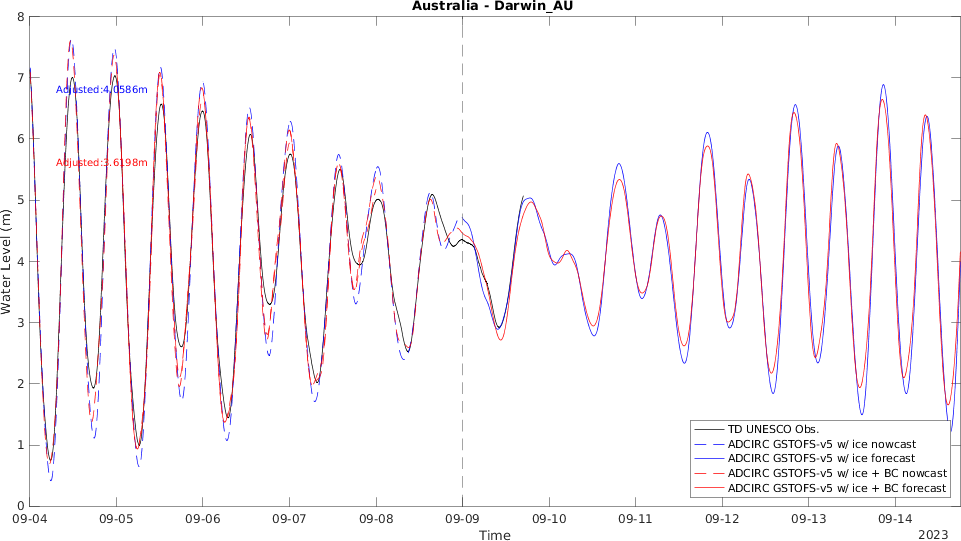 Australia - Darwin_AU
8
7
6
5
4
3
2
1
0
Water Level (m)
Adjusted:4.0586m
Adjusted:3.6198m
TD UNESCO Obs.
ADCIRC GSTOFS-v5 w/ ice nowcast
ADCIRC GSTOFS-v5 w/ ice forecast
ADCIRC GSTOFS-v5 w/ ice + BC nowcast
ADCIRC GSTOFS-v5 w/ ice + BC forecast
09-04 09-05 09-06 09-07 09-08 09-09 09-10 09-11 09-12 09-13 09-14
Time
2023